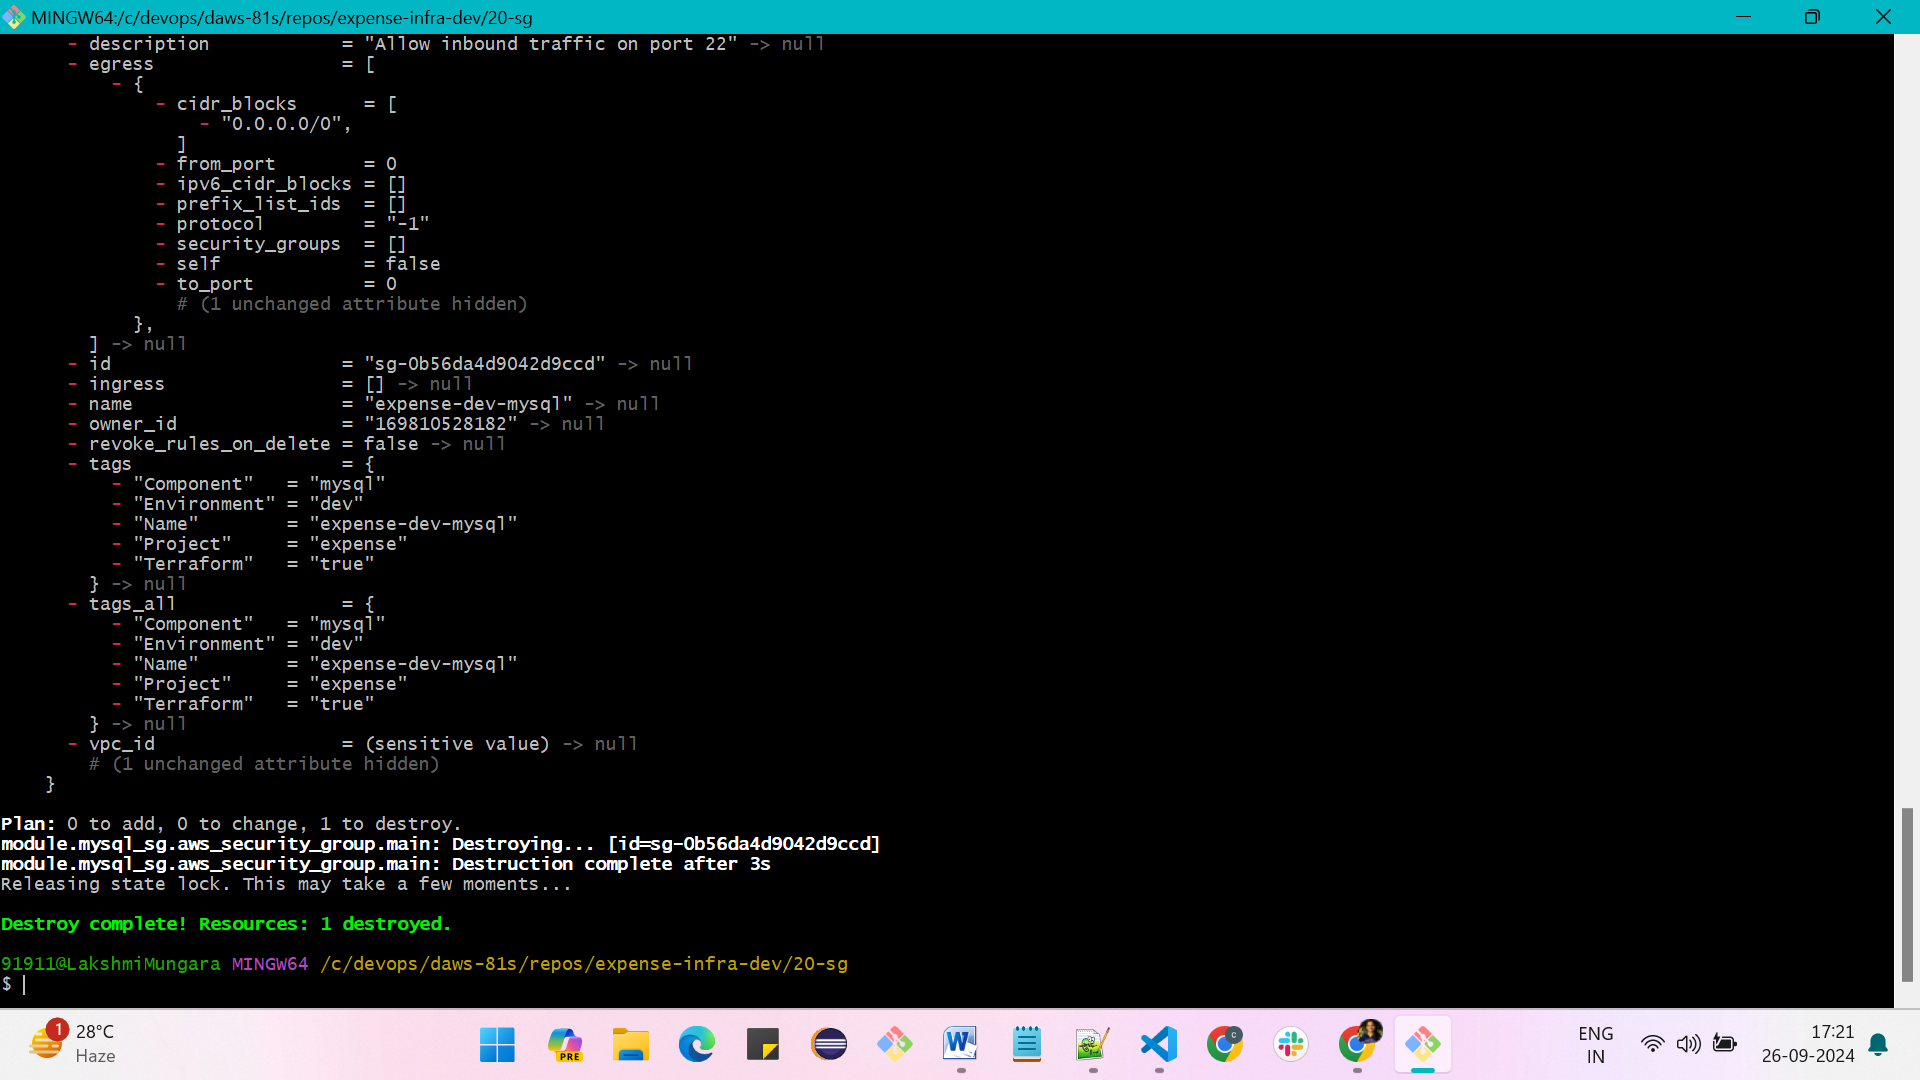 MINGW64:/c/devops/daws-81s/repos/expense-infra-dev/20-sg
- description            = "Allow inbound traffic on port 22" -> null
- egress                 = [
- {
- cidr_blocks      = [
- "0.0.0.0/0",
]
- from_port        = 0
- ipv6_cidr_blocks = []
- prefix_list_ids  = []
- protocol         = "-1"
- security_groups  = []
- self             = false
- to_port          = 0
# (1 unchanged attribute hidden)
},
] -> null
- id                     = "sg-0b56da4d9042d9ccd" -> null
- ingress                = [] -> null
- name                   = "expense-dev-mysql" -> null
- owner_id               = "169810528182" -> null
- revoke_rules_on_delete = false -> null
- tags                   = {
- "Component"   = "mysql"
- "Environment" = "dev"
- "Name"        = "expense-dev-mysql"
- "Project"     = "expense"
- "Terraform"   = "true"
} -> null
- tags_all               = {
- "Component"   = "mysql"
- "Environment" = "dev"
- "Name"        = "expense-dev-mysql"
- "Project"     = "expense"
- "Terraform"   = "true"
} -> null
- vpc_id                 = (sensitive value) -> null
# (1 unchanged attribute hidden)
}
Plan: 0 to add, 0 to change, 1 to destroy.
module.mysql_sg.aws_security_group.main: Destroying... [id=sg-0b56da4d9042d9ccd]
module.mysql_sg.aws_security_group.main: Destruction complete after 3s
Releasing state lock. This may take a few moments...
Destroy complete! Resources: 1 destroyed.
91911@LakshmiMungara MINGW64 /c/devops/daws-81s/repos/expense-infra-dev/20-sg
$
1
28°C
Haze
PRE
W
C
ENG
IN
17:21
26-09-2024